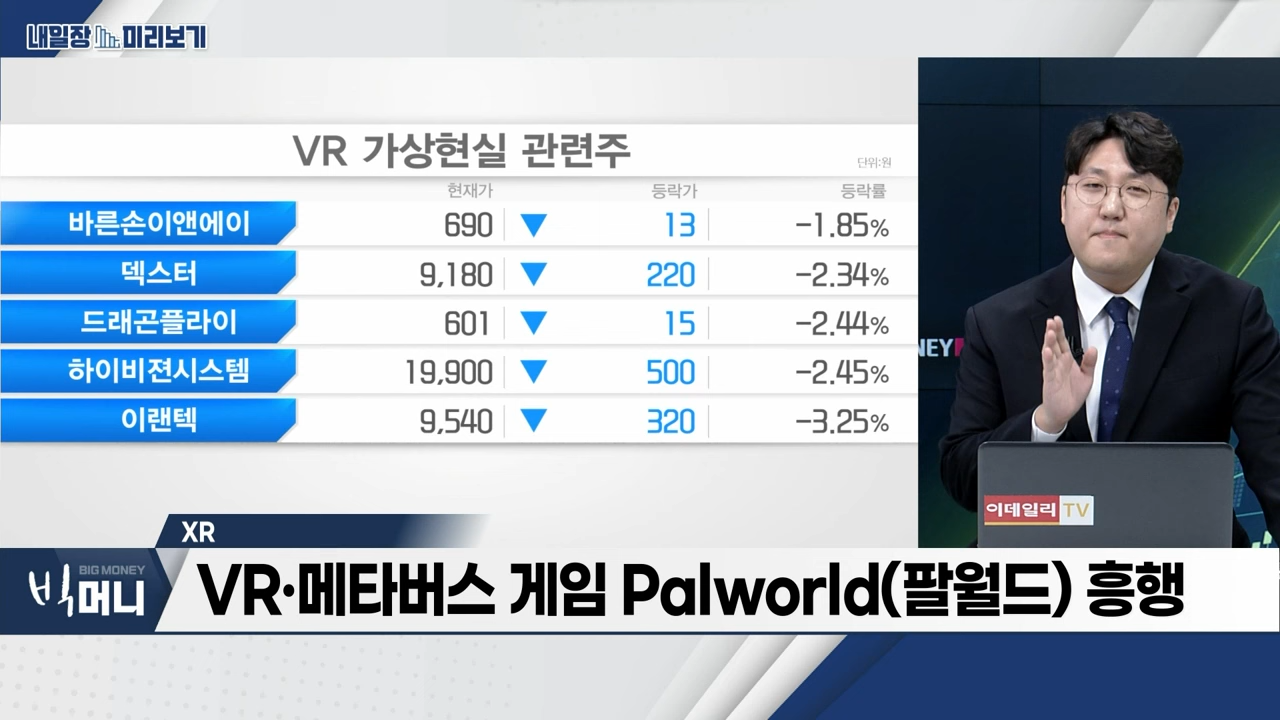 내일장 미리보기
VR 가상현실 관련주
단위:원
현재가 등락가 등락률
바른손이앤에이 690 ▼ 13 -1.85%
덱스터 9,180 ▼ 220 -2.34%
드래곤플라이 601 ▼ 15 -2.44%
하이비젼시스템 19,900 ▼ 500 -2.45%
이랜텍 9,540 ▼ 320 -3.25%
NEY
이데일리 TV
XR
BIG MONEY
빅머니
VR·메타버스 게임 Palworld(팔월드) 흥행